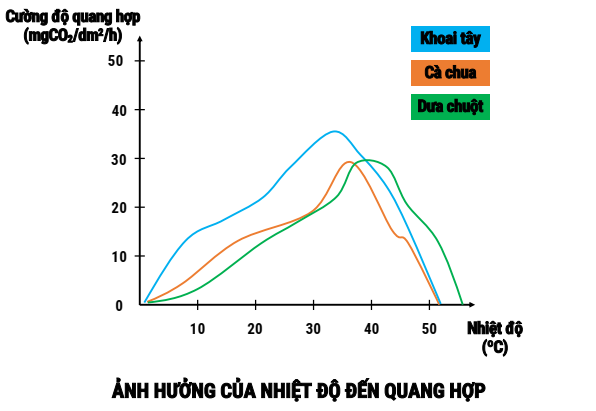 Cường độ quang hợp
(mgCO₂/dm²/h)
Khoai tây
Cà chua
Dưa chuột
50
40
30
20
10
0
10 20 30 40 50
Nhiệt độ
(ºC)
ẢNH HƯỞNG CỦA NHIỆT ĐỘ ĐẾN QUANG HỢP